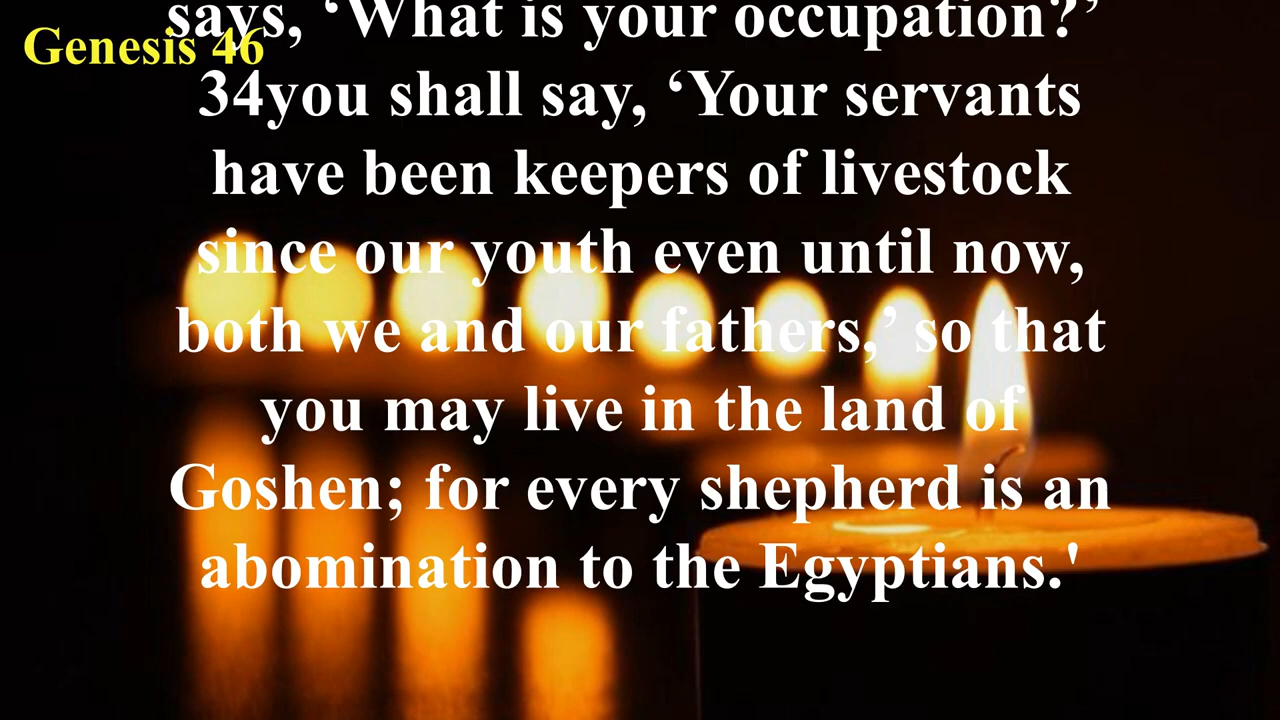 says, ‘What is your occupation?’
Genesis 46
34you shall say, ‘Your servants
have been keepers of livestock
since our youth even until now,
both we and our fathers,’ so that
you may live in the land of
Goshen; for every shepherd is an
abomination to the Egyptians.'